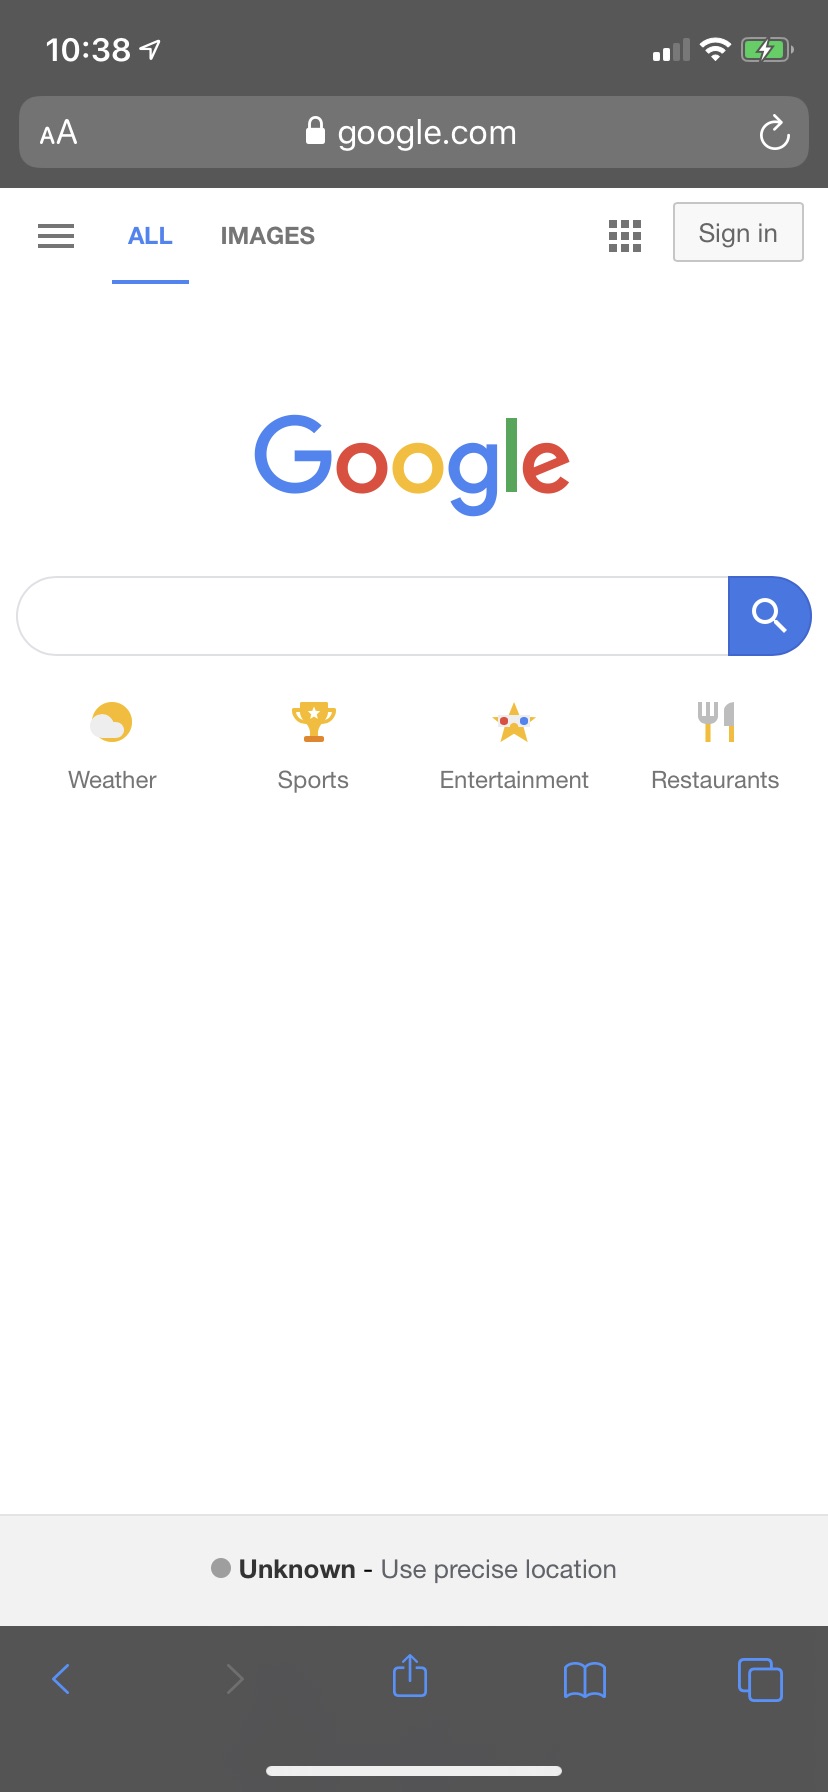 10:38
AA google.com
ALL IMAGES Sign in
Google
Weather Sports Entertainment Restaurants
Unknown - Use precise location